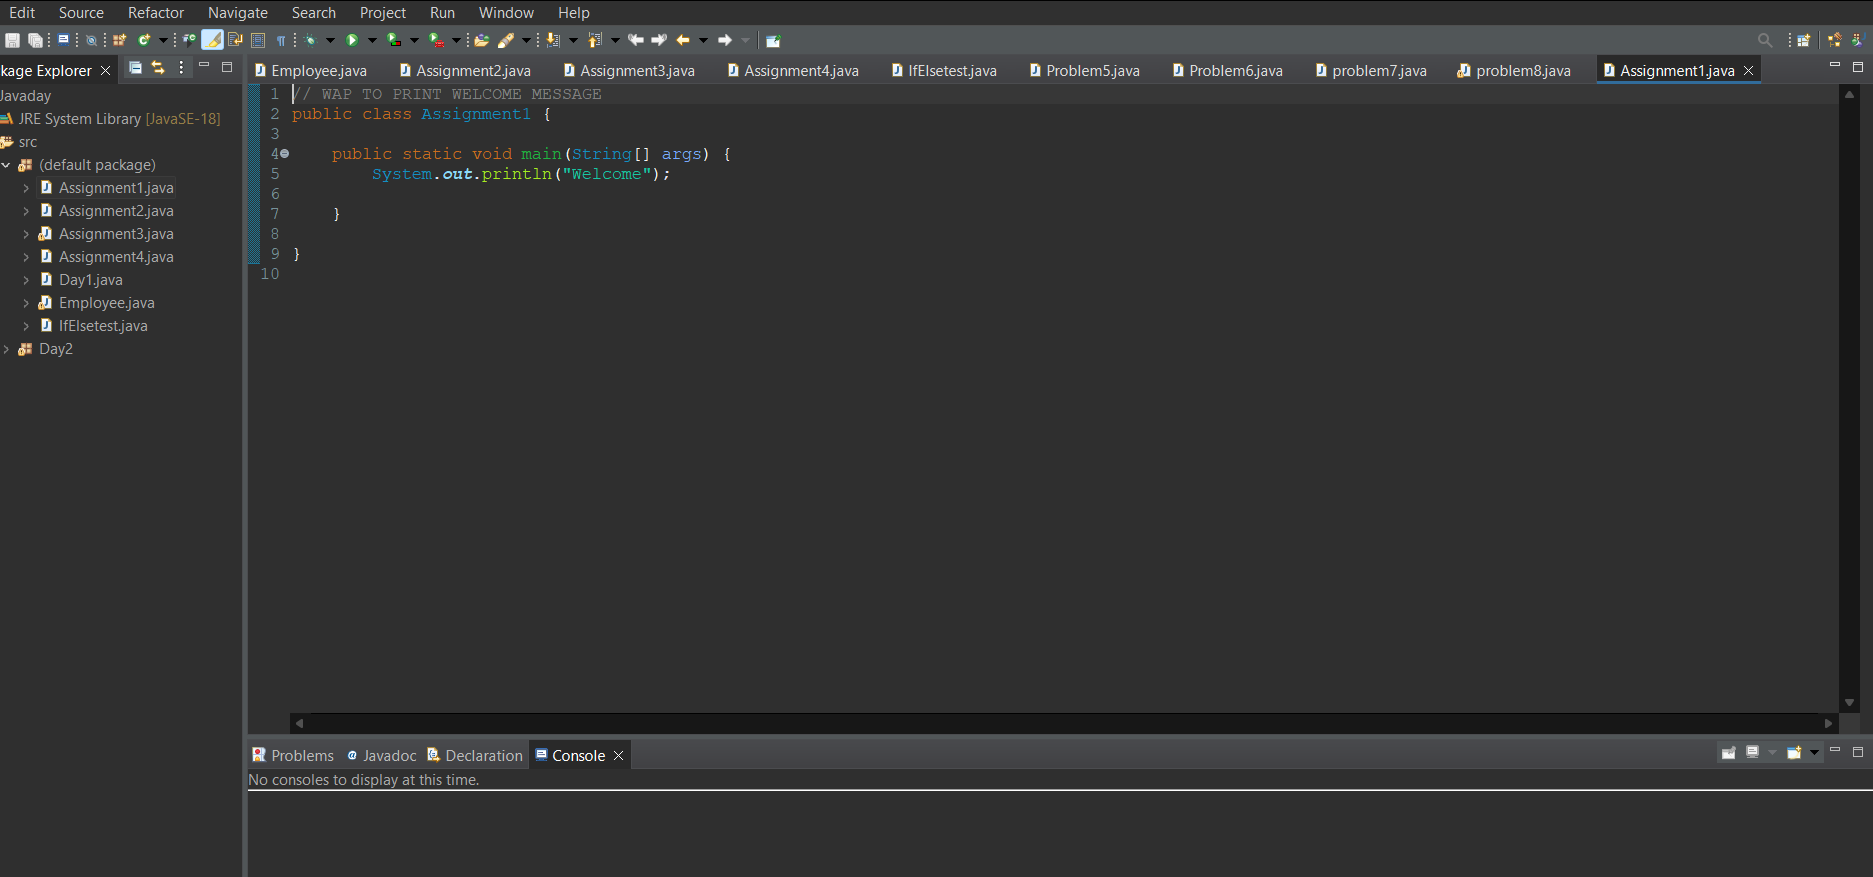 Edit Source Refactor Navigate Search Project Run Window Help
kage Explorer
Employee.java Assignment2.java Assignment3.java Assignment4.java IfElsetest.java Problem5.java Problem6.java problem7.java problem8.java Assignment1.java
Javaday
JRE System Library [JavaSE-18]
src
(default package)
Assignment1.java
Assignment2.java
Assignment3.java
Assignment4.java
Day1.java
Employee.java
IfElsetest.java
Day2
1 // WAP TO PRINT WELCOME MESSAGE
2 public class Assignment1 {
3
4 public static void main(String[] args) {
5 System.out.println("Welcome");
6
7 }
8
9 }
10
Problems @ Javadoc Declaration Console
No consoles to display at this time.